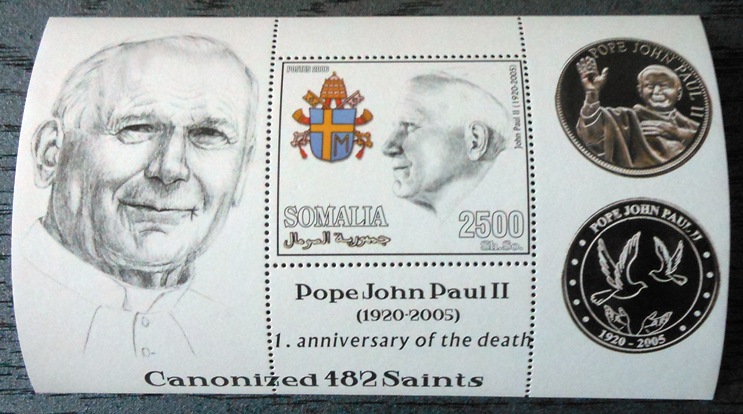 POSTES 2006
John Paul II (1920-2005)
M
SOMALIA
2500
جمهورية الصومال
Sh.So.
Pope John Paul II
(1920-2005)
1. anniversary of the death
Canonized 482 Saints
POPE JOHN PAUL II
POPE JOHN PAUL II
1920 - 2005